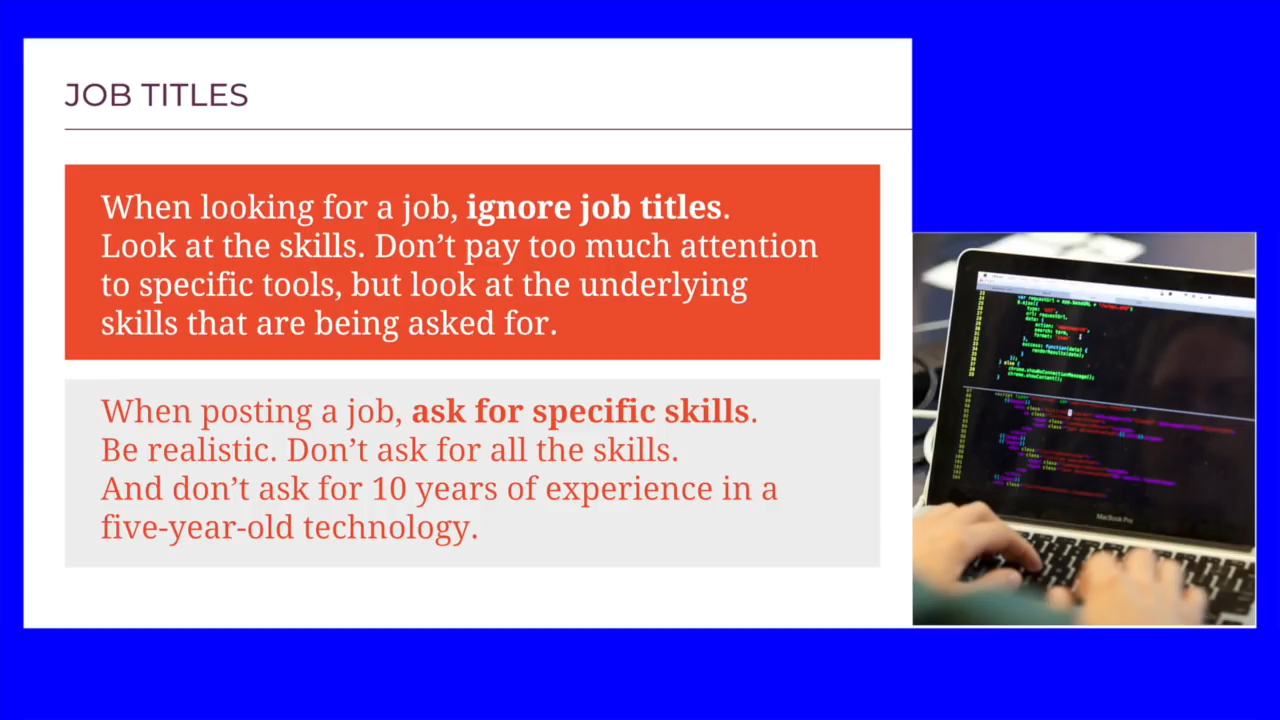 JOB TITLES
When looking for a job, ignore job titles.
Look at the skills. Don’t pay too much attention
to specific tools, but look at the underlying
skills that are being asked for.
When posting a job, ask for specific skills.
Be realistic. Don’t ask for all the skills.
And don’t ask for 10 years of experience in a
five-year-old technology.
MacBook Pro